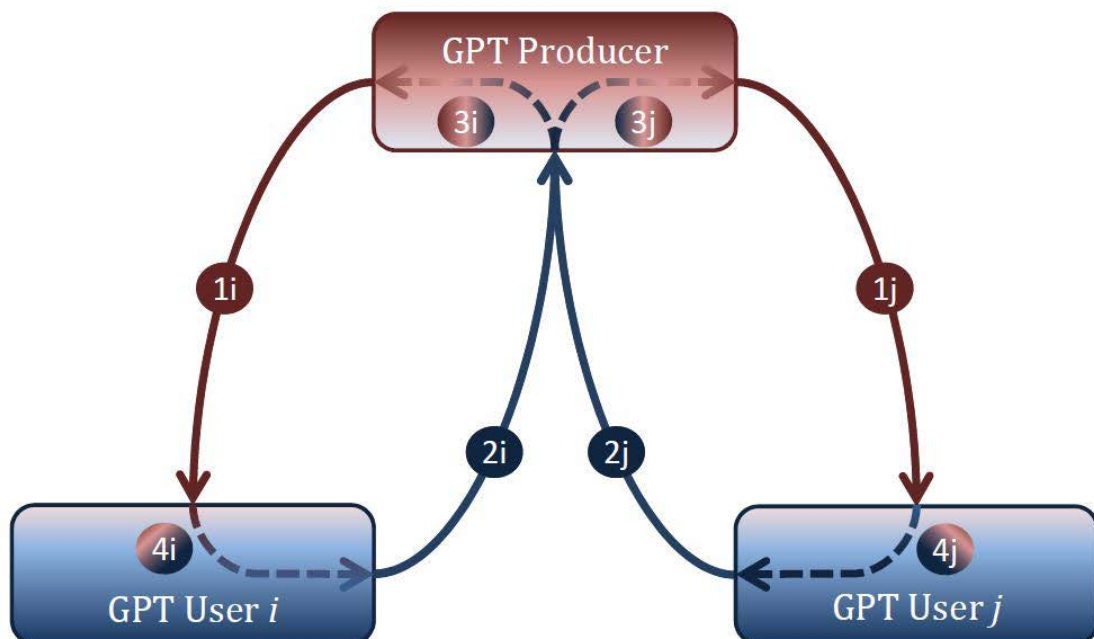 GPT Producer
3i
3j
1i
1j
2i
2j
4i
4j
GPT User i
GPT User j